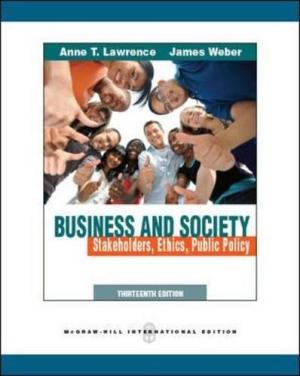 Anne T. Lawrence James Weber
BUSINESS AND SOCIETY
Stakeholders, Ethics, Public Policy
THIRTEENTH EDITION
McGRAW-HILL INTERNATIONAL EDITION